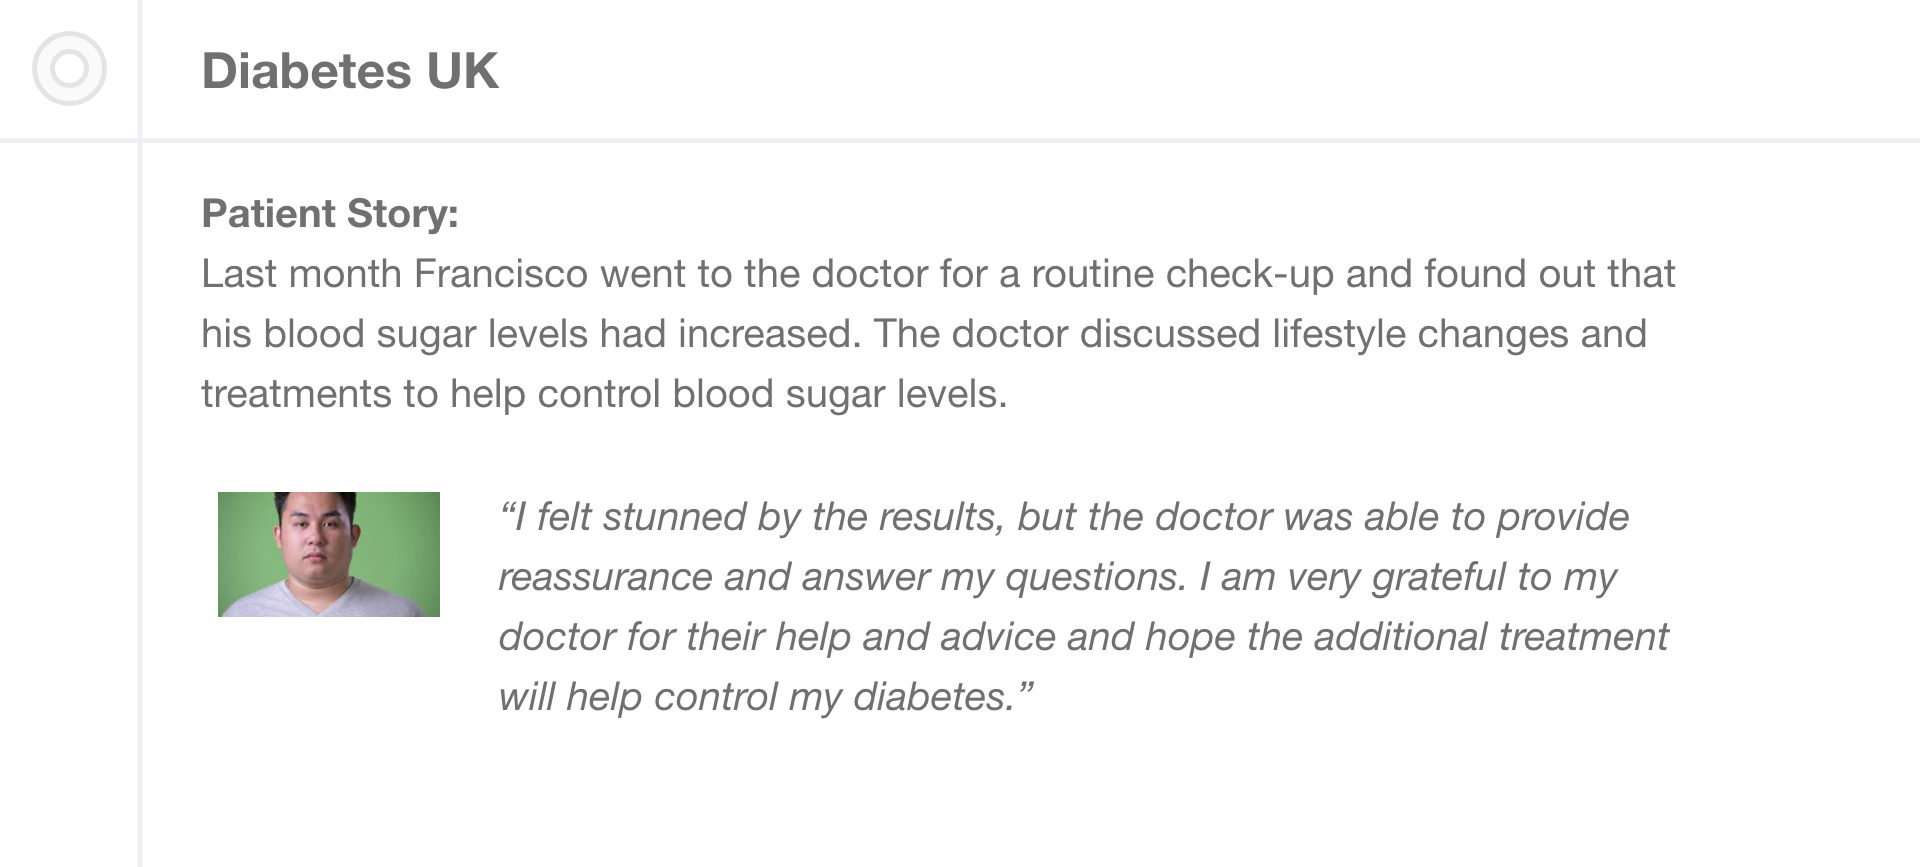 Diabetes UK
Patient Story:
Last month Francisco went to the doctor for a routine check-up and found out that
his blood sugar levels had increased. The doctor discussed lifestyle changes and
treatments to help control blood sugar levels.
“I felt stunned by the results, but the doctor was able to provide
reassurance and answer my questions. I am very grateful to my
doctor for their help and advice and hope the additional treatment
will help control my diabetes.”